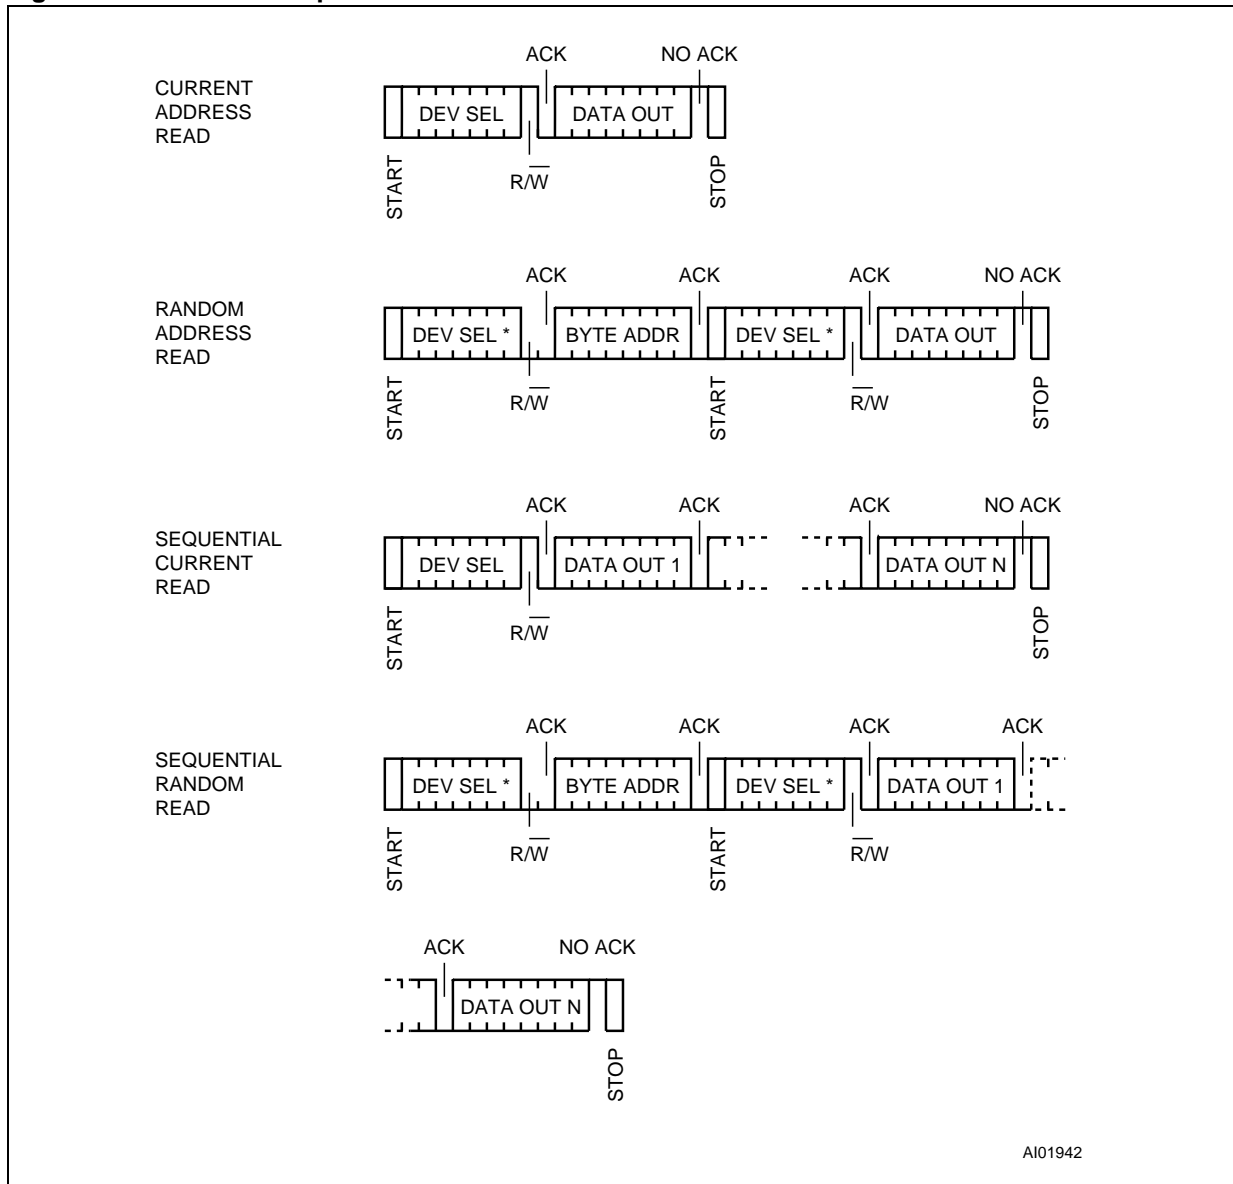 ACK NO ACK
CURRENT
ADDRESS
READ
DEV SEL DATA OUT
START R/W STOP
ACK ACK ACK NO ACK
RANDOM
ADDRESS
READ
DEV SEL * BYTE ADDR DEV SEL * DATA OUT
START R/W START R/W STOP
ACK ACK ACK NO ACK
SEQUENTIAL
CURRENT
READ
DEV SEL DATA OUT 1 DATA OUT N
START R/W STOP
ACK ACK ACK ACK
SEQUENTIAL
RANDOM
READ
DEV SEL * BYTE ADDR DEV SEL * DATA OUT 1
START R/W START R/W
ACK NO ACK
DATA OUT N
STOP
AI01942